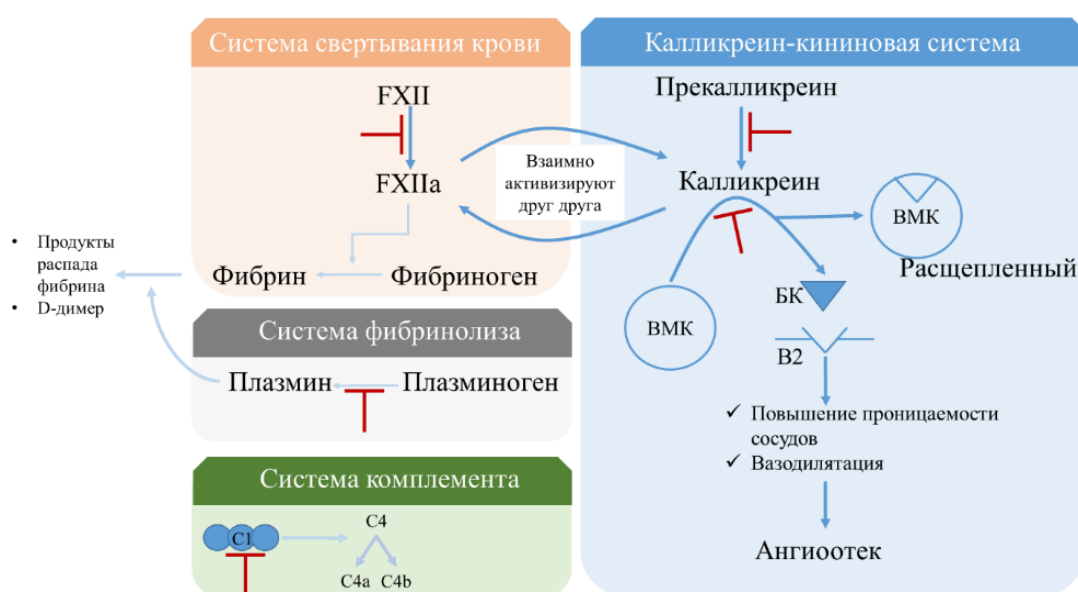 Система свертывания крови
FXII
FXIIa
Фибрин
Фибриноген
• Продукты
распада
фибрина
• D-димер
Система фибринолиза
Плазмин
Плазминоген
Система комплемента
C1
C4
C4a
C4b
Взаимно
активизируют
друг друга
Калликреин-кининовая система
Прекалликреин
Калликреин
ВМК
Расщепленный
БК
ВМК
В2
✓ Повышение проницаемости
сосудов
✓ Вазодилятация
Ангиоотек